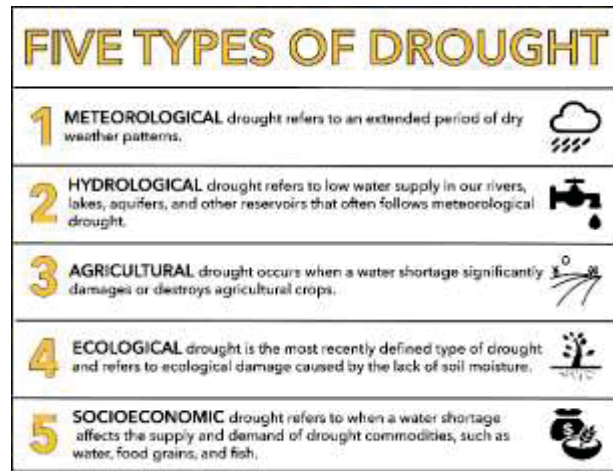 FIVE TYPES OF DROUGHT
1 METEOROLOGICAL drought refers to an extended period of dry
weather patterns.
2 HYDROLOGICAL drought refers to low water supply in our rivers,
lakes, aquifers, and other reservoirs that often follows meteorological
drought.
3 AGRICULTURAL drought occurs when a water shortage significantly
damages or destroys agricultural crops.
4 ECOLOGICAL drought is the most recently defined type of drought
and refers to ecological damage caused by the lack of soil moisture.
5 SOCIOECONOMIC drought refers to when a water shortage
affects the supply and demand of drought commodities, such as
water, food grains, and fish.